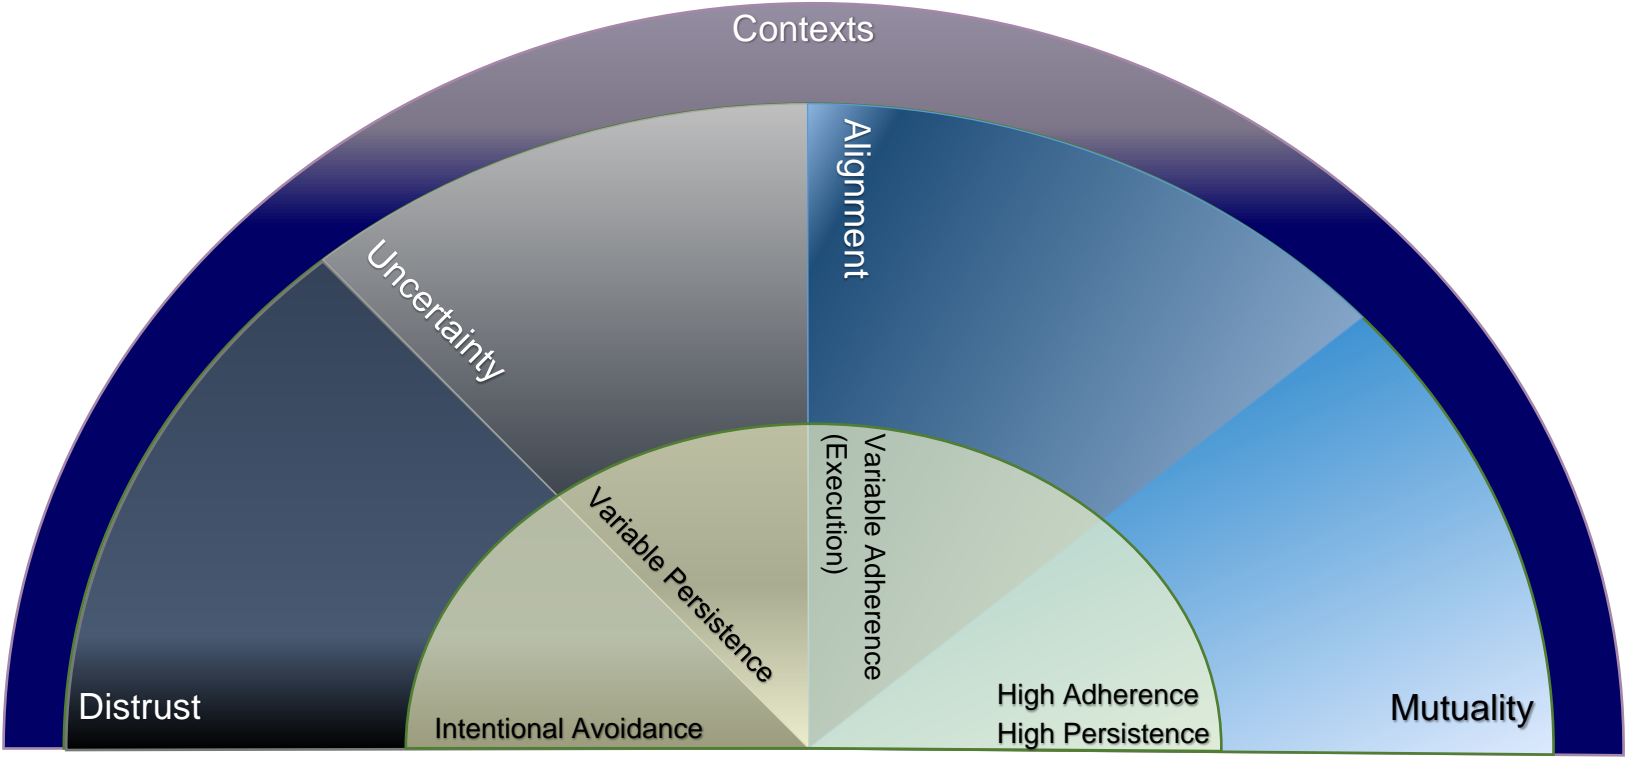 Contexts
Alignment
Uncertainty
Variable Adherence
(Execution)
Variable Persistence
Distrust
Intentional Avoidance
High Adherence
High Persistence
Mutuality